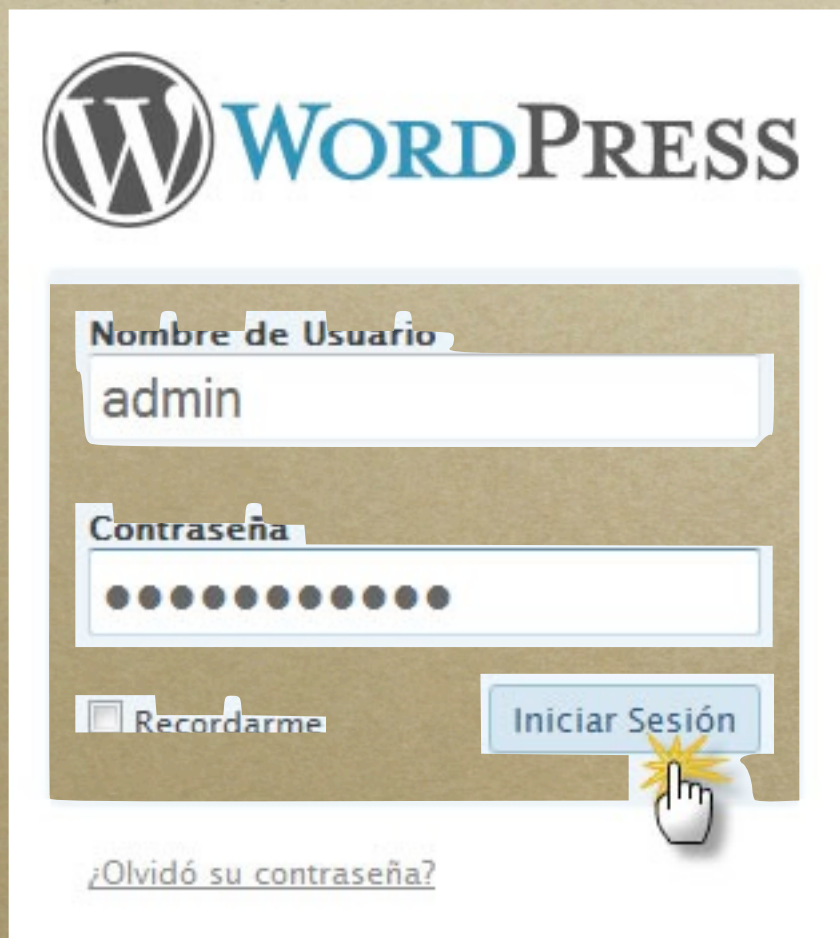 WORDPRESS
Nombre de Usuario
admin
Contraseña
●●●●●●●●●●●
Recordarme
Iniciar Sesión
¿Olvidó su contraseña?